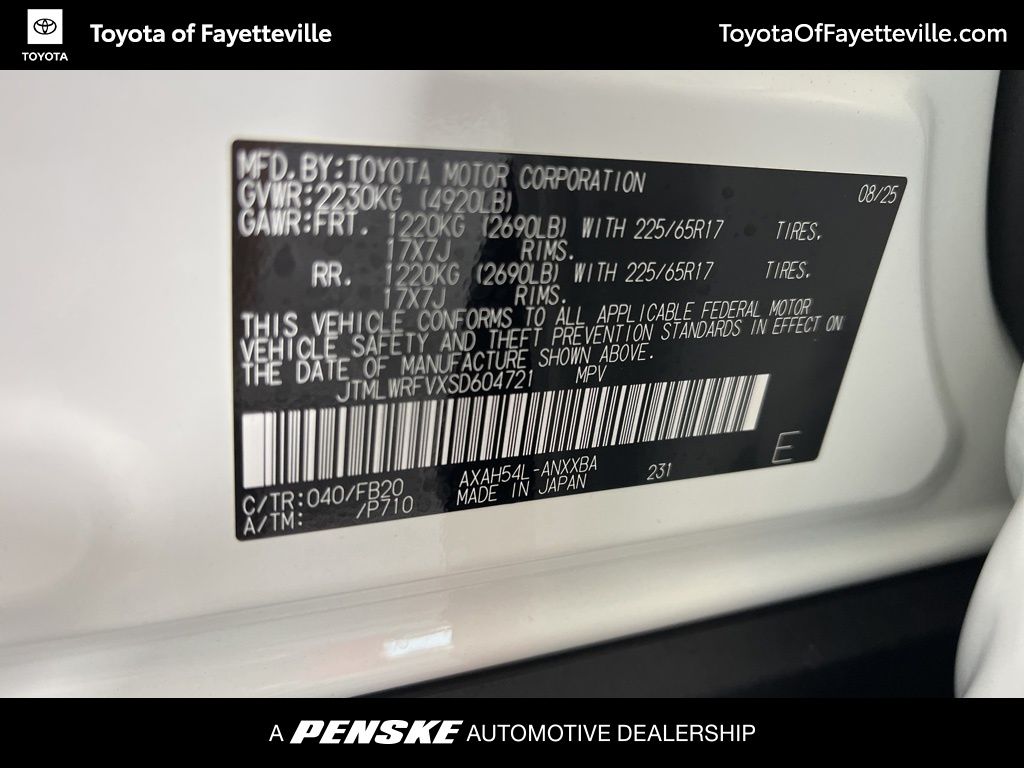 TOYOTA
Toyota of Fayetteville
ToyotaOfFayetteville.com
MFD.BY:TOYOTA MOTOR CORPORATION 08/25
GVWR:2230KG (4920LB)
GAWR:FRT. 1220KG (2690LB) WITH 225/65R17 TIRES.
17X7J RIMS.
RR. 1220KG (2690LB) WITH 225/65R17 TIRES.
17X7J RIMS.
THIS VEHICLE CONFORMS TO ALL APPLICABLE FEDERAL MOTOR
VEHICLE SAFETY AND THEFT PREVENTION STANDARDS IN EFFECT ON
THE DATE OF MANUFACTURE SHOWN ABOVE.
JTMLWRFVXSD604721 MPV
E
C/TR:040/FB20 AXAH54L-ANXXBA 231
A/TM: /P710 MADE IN JAPAN
A PENSKE AUTOMOTIVE DEALERSHIP